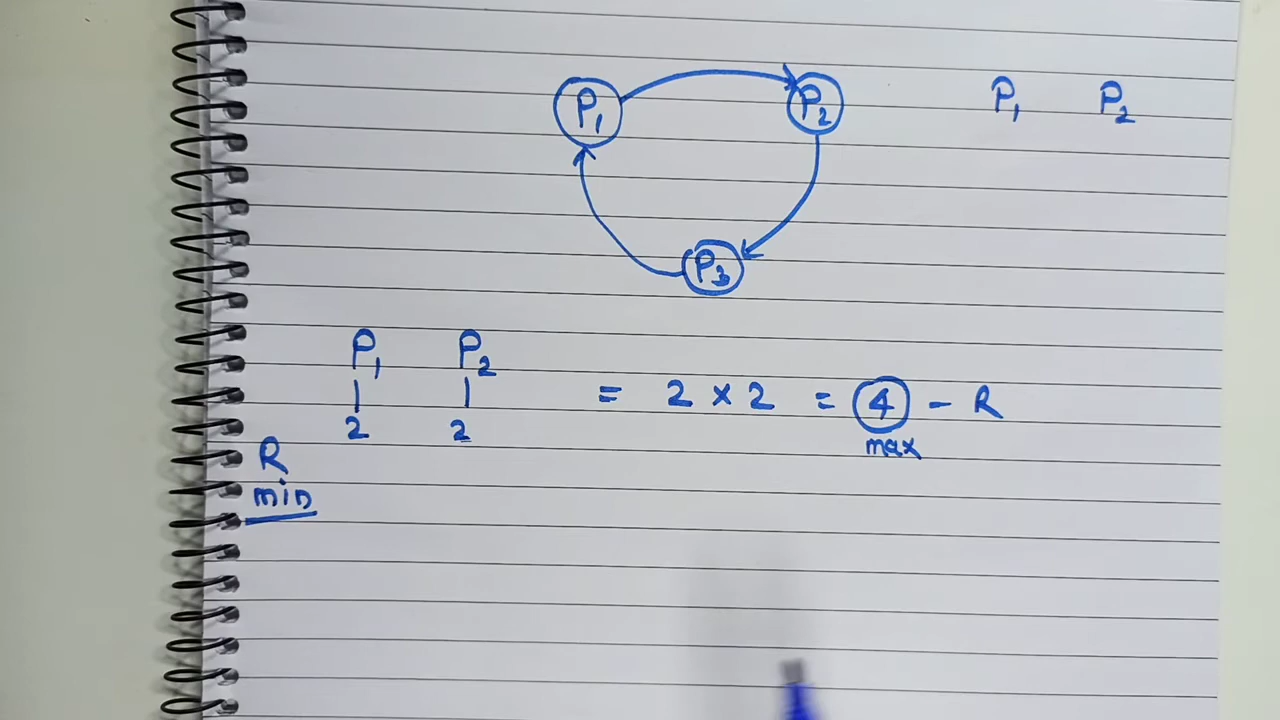 P₁ P₂ P₁ P₂
P₃
P₁ P₂
| | = 2 × 2 = 4 - R
2 2 max
R
min